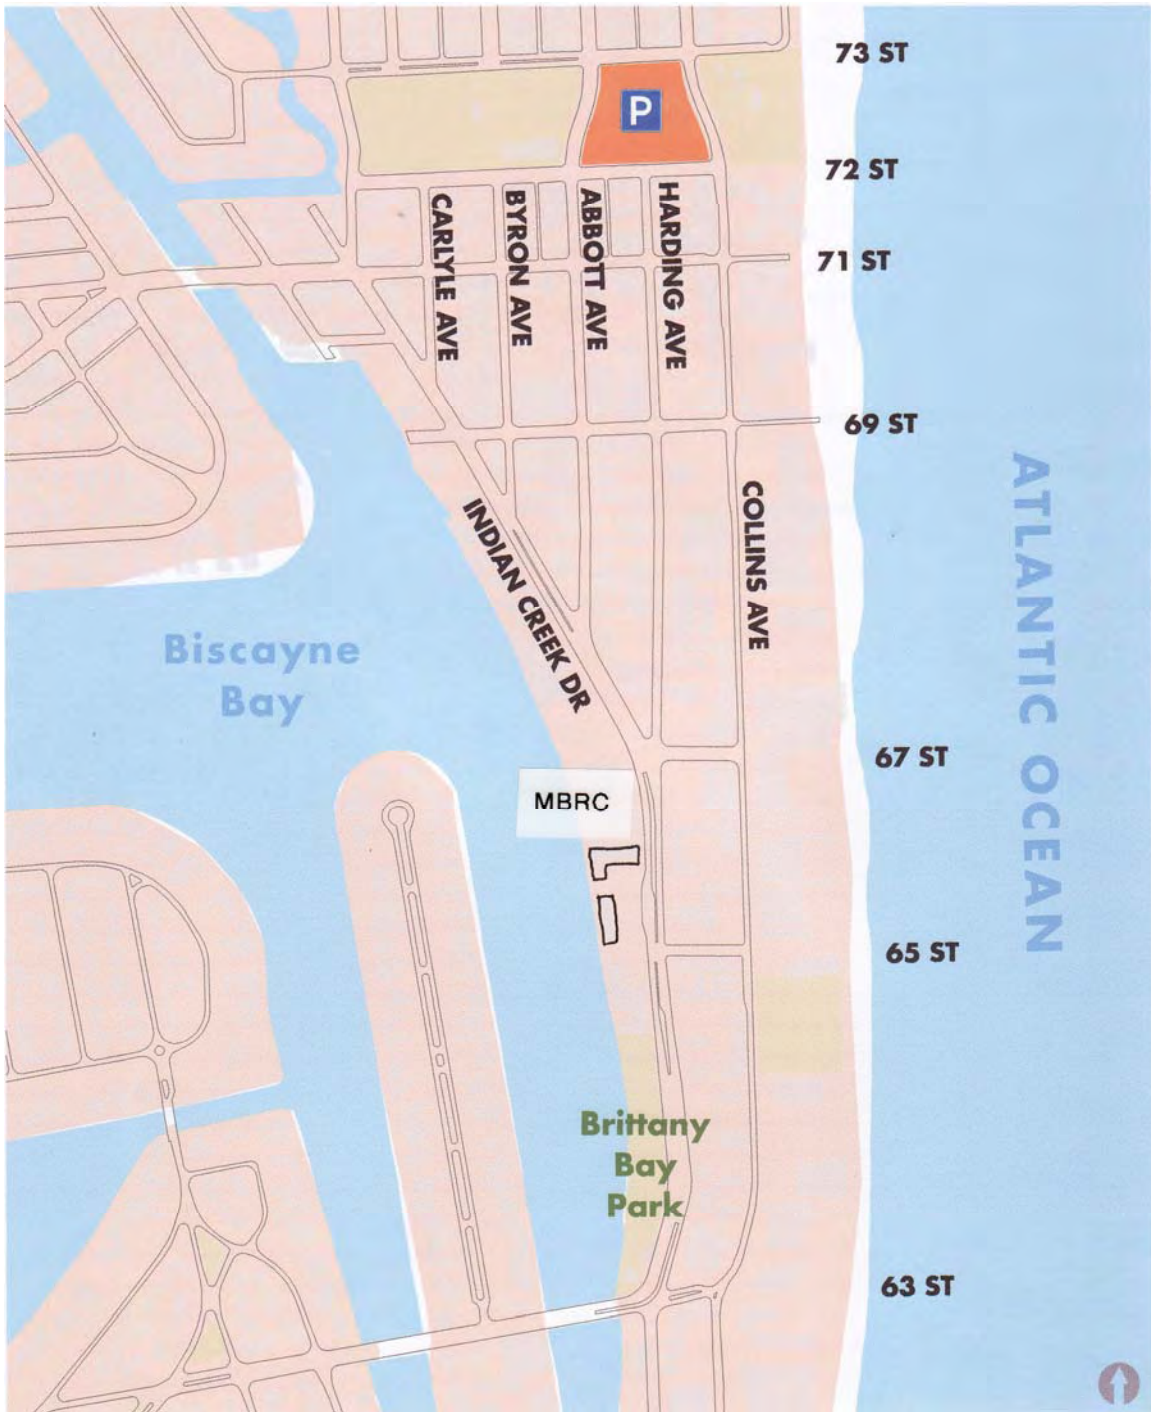 73 ST
P
72 ST
CARLYLE AVE
BYRON AVE
ABBOTT AVE
HARDING AVE
71 ST
69 ST
INDIAN CREEK DR
COLLINS AVE
ATLANTIC OCEAN
Biscayne
Bay
67 ST
MBRC
65 ST
Brittany
Bay
Park
63 ST